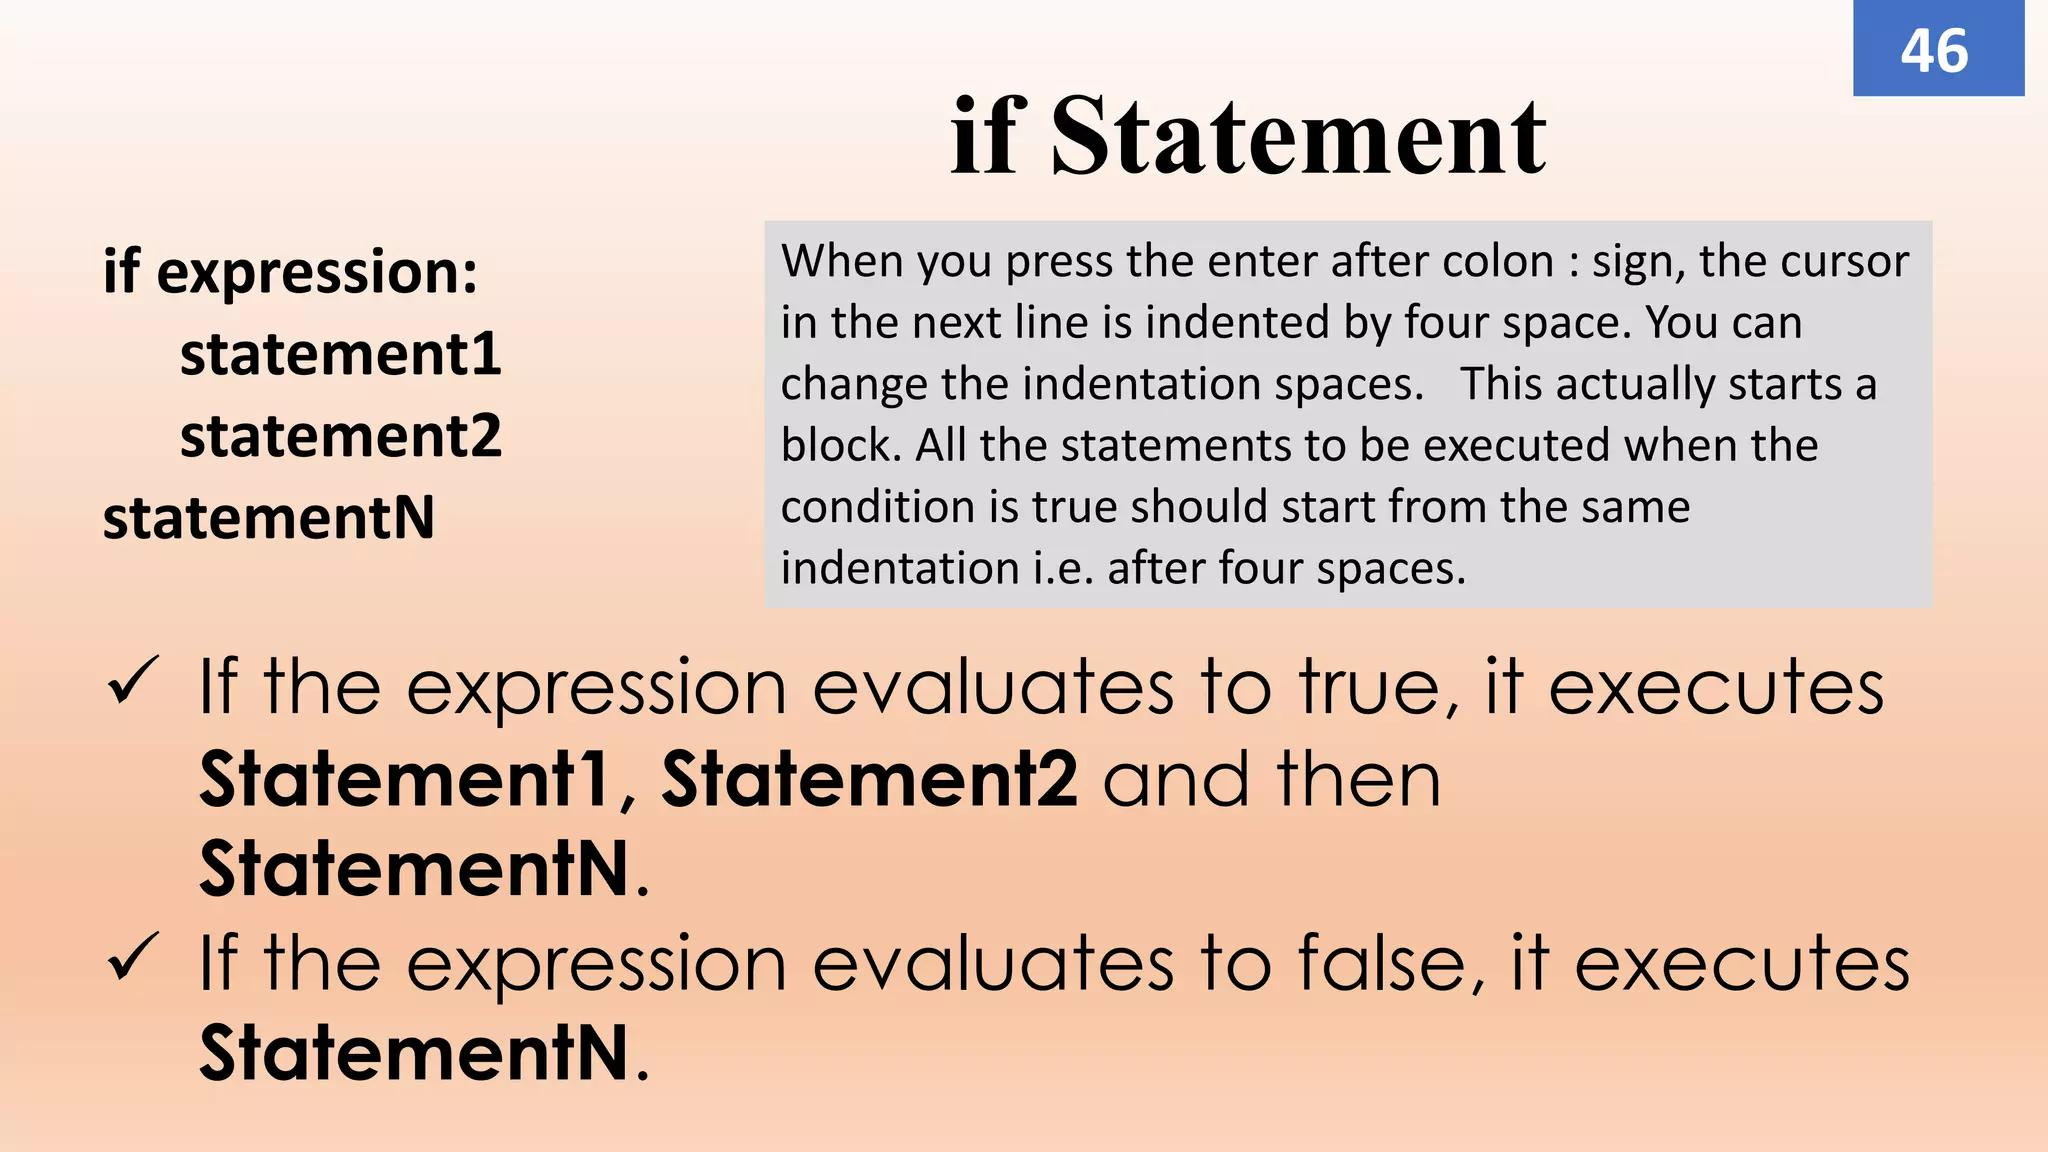 46
if Statement
if expression:
statement1
statement2
statementN
When you press the enter after colon : sign, the cursor
in the next line is indented by four space. You can
change the indentation spaces.   This actually starts a
block. All the statements to be executed when the
condition is true should start from the same
indentation i.e. after four spaces.
✓ If the expression evaluates to true, it executes
Statement1, Statement2 and then
StatementN.
✓ If the expression evaluates to false, it executes
StatementN.